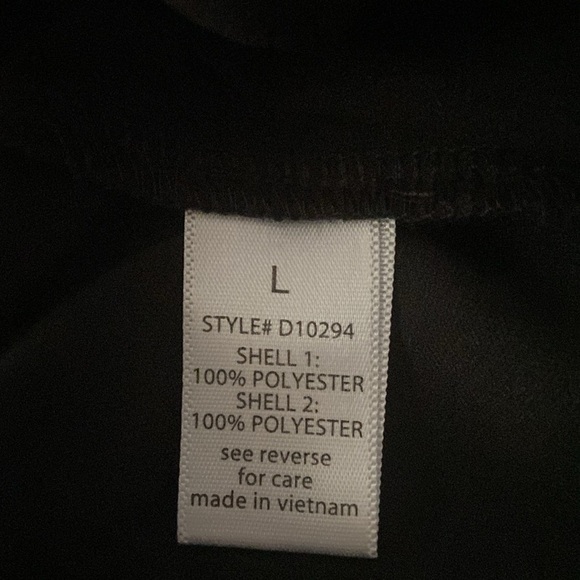 L
STYLE# D10294
SHELL 1:
100% POLYESTER
SHELL 2:
100% POLYESTER
see reverse
for care
made in vietnam